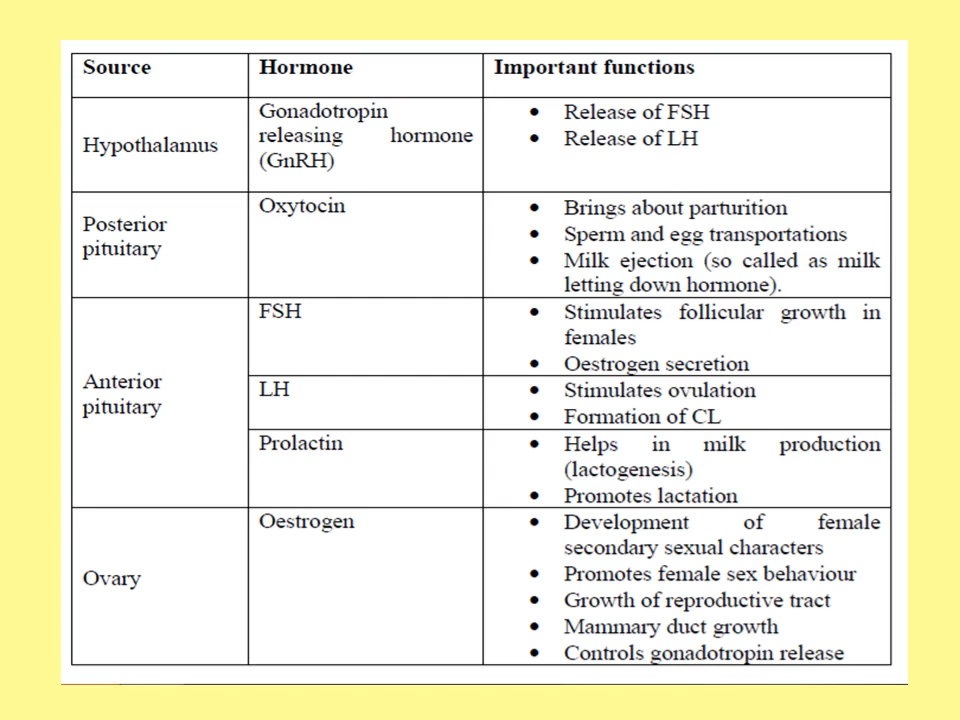 Source Hormone Important functions
Hypothalamus
Gonadotropin
releasing hormone
(GnRH)
• Release of FSH
• Release of LH
Posterior
pituitary
Oxytocin
• Brings about parturition
• Sperm and egg transportations
• Milk ejection (so called as milk
letting down hormone).
Anterior
pituitary
FSH
• Stimulates follicular growth in
females
• Oestrogen secretion
LH
• Stimulates ovulation
• Formation of CL
Prolactin
• Helps in milk production
(lactogenesis)
• Promotes lactation
Ovary
Oestrogen
• Development of female
secondary sexual characters
• Promotes female sex behaviour
• Growth of reproductive tract
• Mammary duct growth
• Controls gonadotropin release